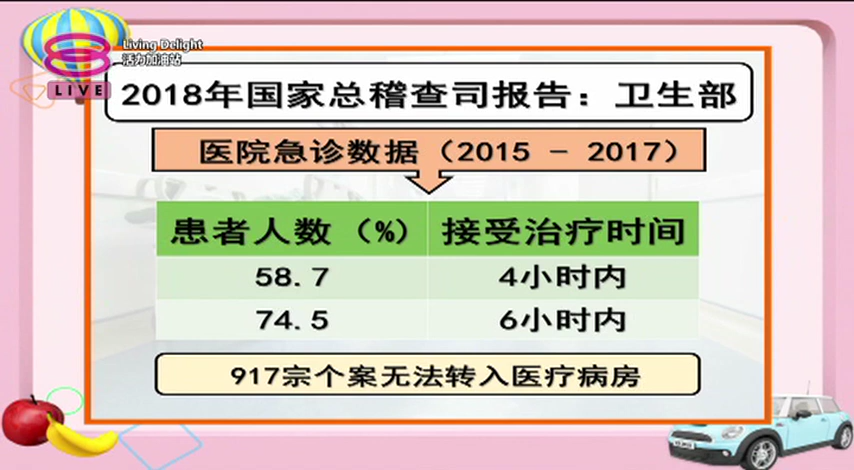 Living Delight
活力加油站
LIVE
2018年国家总稽查司报告：卫生部
医院急诊数据（2015 - 2017）
患者人数（%） 接受治疗时间
58.7 4小时内
74.5 6小时内
917宗个案无法转入医疗病房